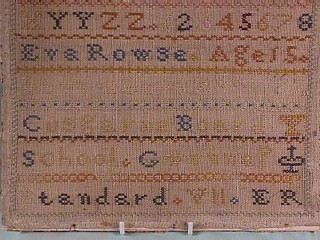 YYZZ. 2 45678
Eva Rowse. Age 15.
School.
tandard. VII. ER